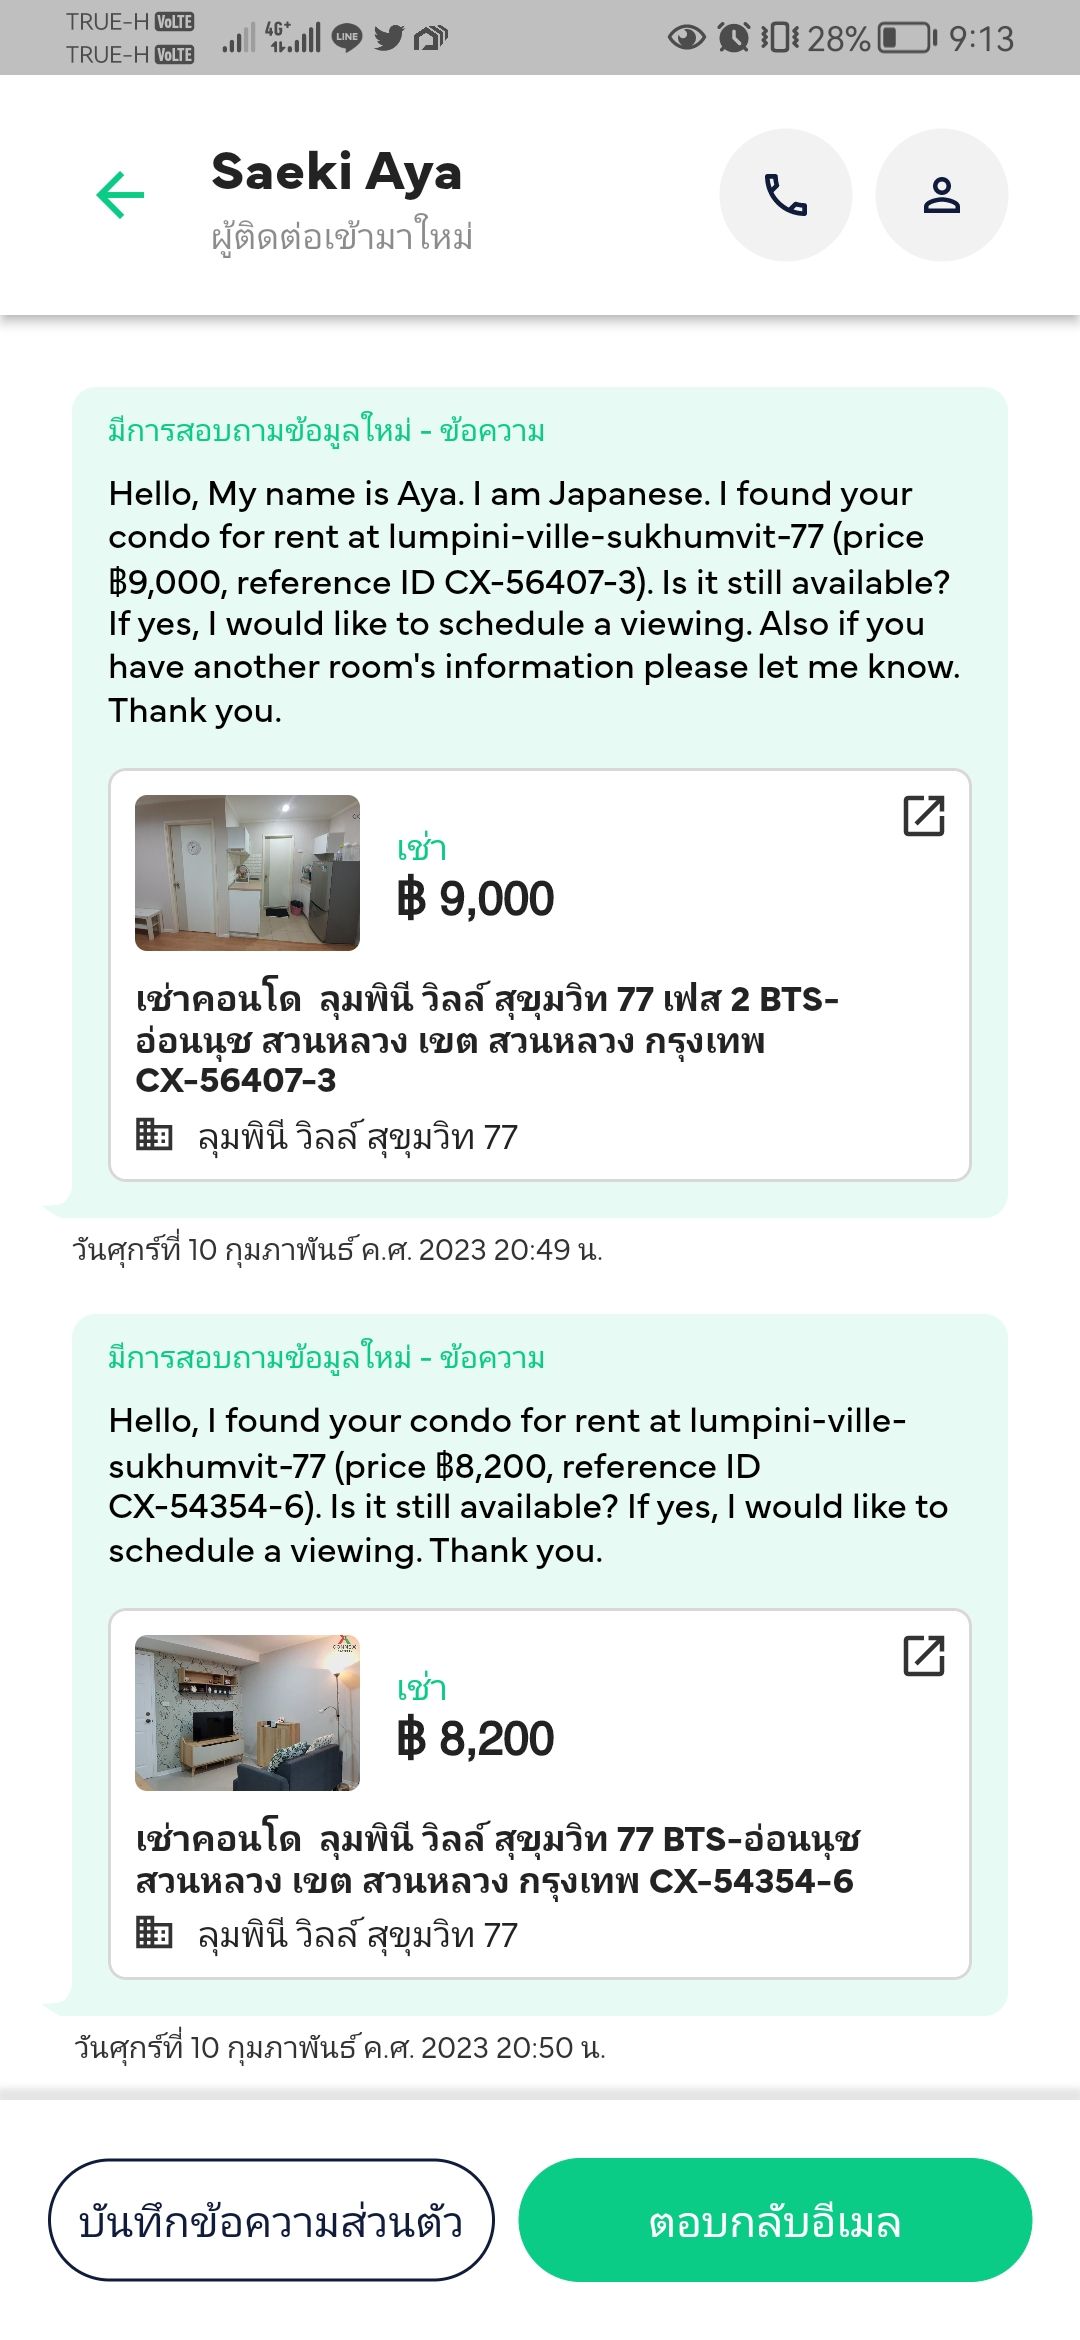 TRUE-H VoLTE
TRUE-H VoLTE
4G+
LINE
28%
9:13
Saeki Aya
ผู้ติดต่อเข้ามาใหม่
มีการสอบถามข้อมูลใหม่ - ข้อความ
Hello, My name is Aya. I am Japanese. I found your
condo for rent at lumpini-ville-sukhumvit-77 (price
฿9,000, reference ID CX-56407-3). Is it still available?
If yes, I would like to schedule a viewing. Also if you
have another room's information please let me know.
Thank you.
เช่า
฿ 9,000
เช่าคอนโด ลุมพินี วิลล์ สุขุมวิท 77 เฟส 2 BTS-
อ่อนนุช สวนหลวง เขต สวนหลวง กรุงเทพ
CX-56407-3
ลุมพินี วิลล์ สุขุมวิท 77
วันศุกร์ที่ 10 กุมภาพันธ์ ค.ศ. 2023 20:49 น.
มีการสอบถามข้อมูลใหม่ - ข้อความ
Hello, I found your condo for rent at lumpini-ville-
sukhumvit-77 (price ฿8,200, reference ID
CX-54354-6). Is it still available? If yes, I would like to
schedule a viewing. Thank you.
เช่า
฿ 8,200
เช่าคอนโด ลุมพินี วิลล์ สุขุมวิท 77 BTS-อ่อนนุช
สวนหลวง เขต สวนหลวง กรุงเทพ CX-54354-6
ลุมพินี วิลล์ สุขุมวิท 77
วันศุกร์ที่ 10 กุมภาพันธ์ ค.ศ. 2023 20:50 น.
บันทึกข้อความส่วนตัว
ตอบกลับอีเมล